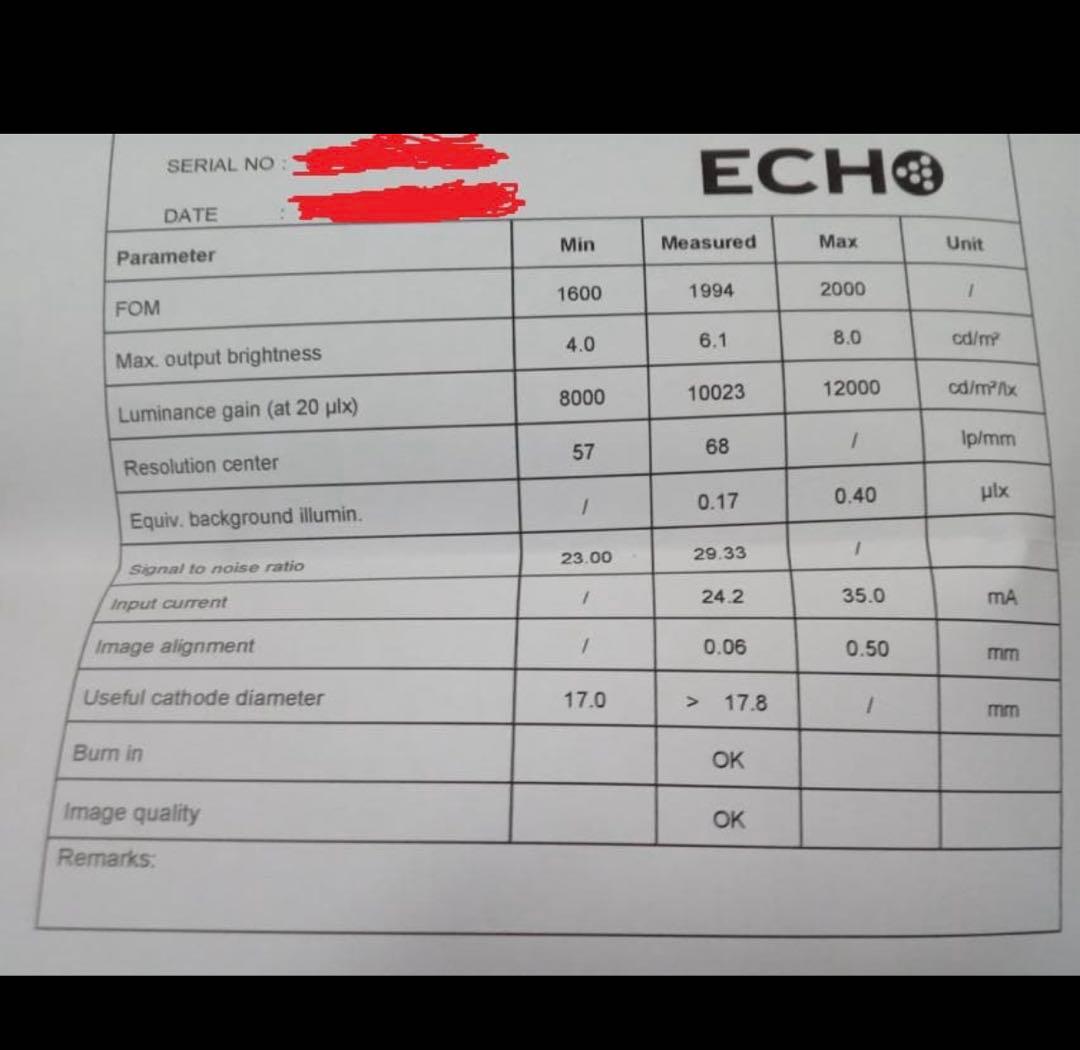 SERIAL NO :
ECHO
DATE :
Parameter Min Measured Max Unit
FOM 1600 1994 2000 /
Max. output brightness 4.0 6.1 8.0 cd/m²
Luminance gain (at 20 µlx) 8000 10023 12000 cd/m²/lx
Resolution center 57 68 / lp/mm
Equiv. background illumin. / 0.17 0.40 µlx
Signal to noise ratio 23.00 29.33 /
Input current / 24.2 35.0 mA
Image alignment / 0.06 0.50 mm
Useful cathode diameter 17.0 > 17.8 / mm
Burn in OK
Image quality OK
Remarks: